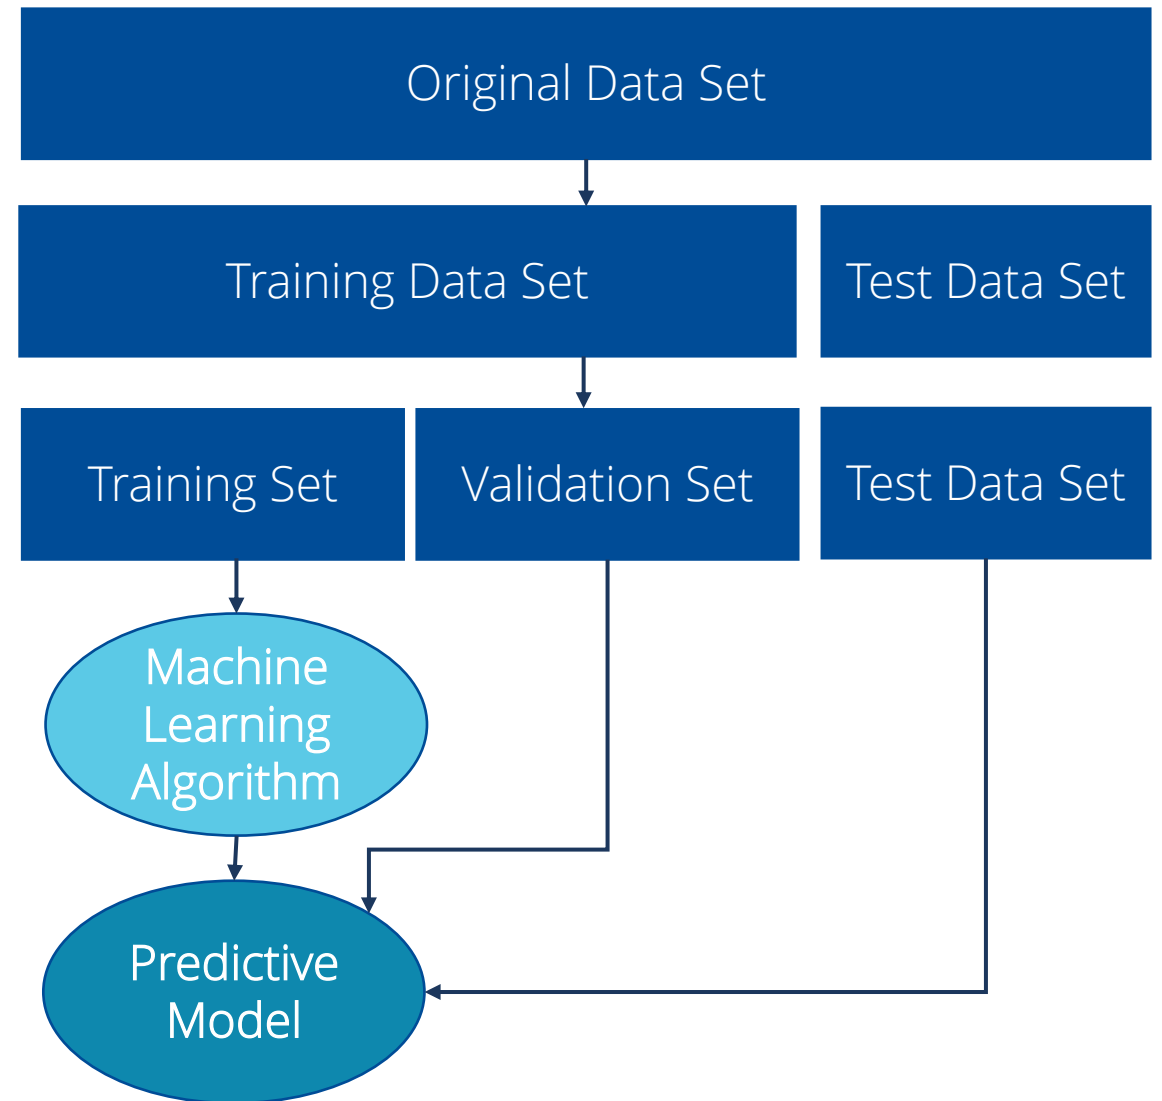 Original Data Set
Training Data Set
Test Data Set
Training Set
Validation Set
Test Data Set
Machine
Learning
Algorithm
Predictive
Model